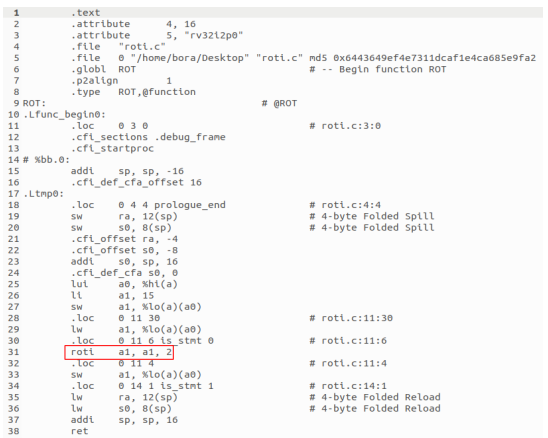 1 .text
2 .attribute 4, 16
3 .attribute 5, "rv32i2p0"
4 .file "roti.c"
5 .file 0 "/home/bora/Desktop" "roti.c" md5 0x6443649ef4e7311dcaf1e4ca685e9fa2
6 .globl ROT # -- Begin function ROT
7 .p2align 1
8 .type ROT,@function
9 ROT: # @ROT
10 .Lfunc_begin0:
11 .loc 0 3 0 # roti.c:3:0
12 .cfi_sections .debug_frame
13 .cfi_startproc
14 # %bb.0:
15 addi sp, sp, -16
16 .cfi_def_cfa_offset 16
17 .Ltmp0:
18 .loc 0 4 4 prologue_end # roti.c:4:4
19 sw ra, 12(sp) # 4-byte Folded Spill
20 sw s0, 8(sp) # 4-byte Folded Spill
21 .cfi_offset ra, -4
22 .cfi_offset s0, -8
23 addi s0, sp, 16
24 .cfi_def_cfa s0, 0
25 lui a0, %hi(a)
26 li a1, 15
27 sw a1, %lo(a)(a0)
28 .loc 0 11 30 # roti.c:11:30
29 lw a1, %lo(a)(a0)
30 .loc 0 11 6 is_stmt 0 # roti.c:11:6
31 roti a1, a1, 2
32 .loc 0 11 4 # roti.c:11:4
33 sw a1, %lo(a)(a0)
34 .loc 0 14 1 is_stmt 1 # roti.c:14:1
35 lw ra, 12(sp) # 4-byte Folded Reload
36 lw s0, 8(sp) # 4-byte Folded Reload
37 addi sp, sp, 16
38 ret